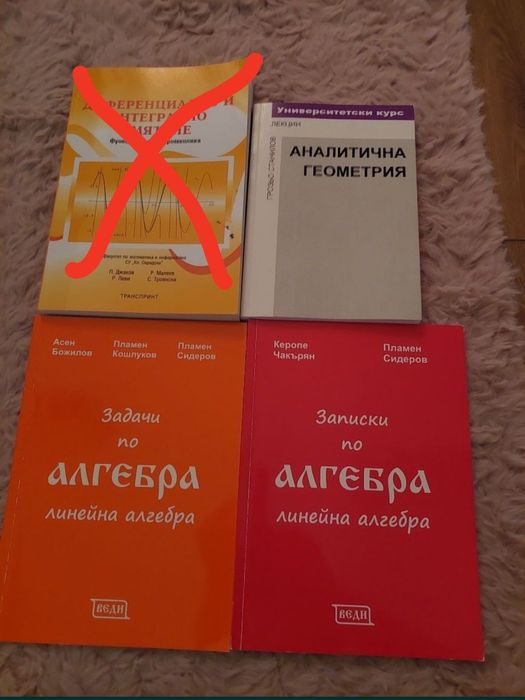 ДИФЕРЕНЦИАЛНО И
ИНТЕГРАЛНО
СМЯТАНЕ
Факултет по математика и информатика
СУ "Кл. Охридски"
П. Джаков Р. Малеев
Р. Леви С. Троянски
ТРАНСПРИНТ
Университетски курс
ЛЕКЦИИ
ГРОЗЬО СТАНИЛОВ
АНАЛИТИЧНА
ГЕОМЕТРИЯ
Асен
Божилов
Пламен
Кошлуков
Пламен
Сидеров
Задачи
по
АЛГЕБРА
линейна алгебра
ВЕДИ
Керопе
Чакърян
Пламен
Сидеров
Записки
по
АЛГЕБРА
линейна алгебра
ВЕДИ